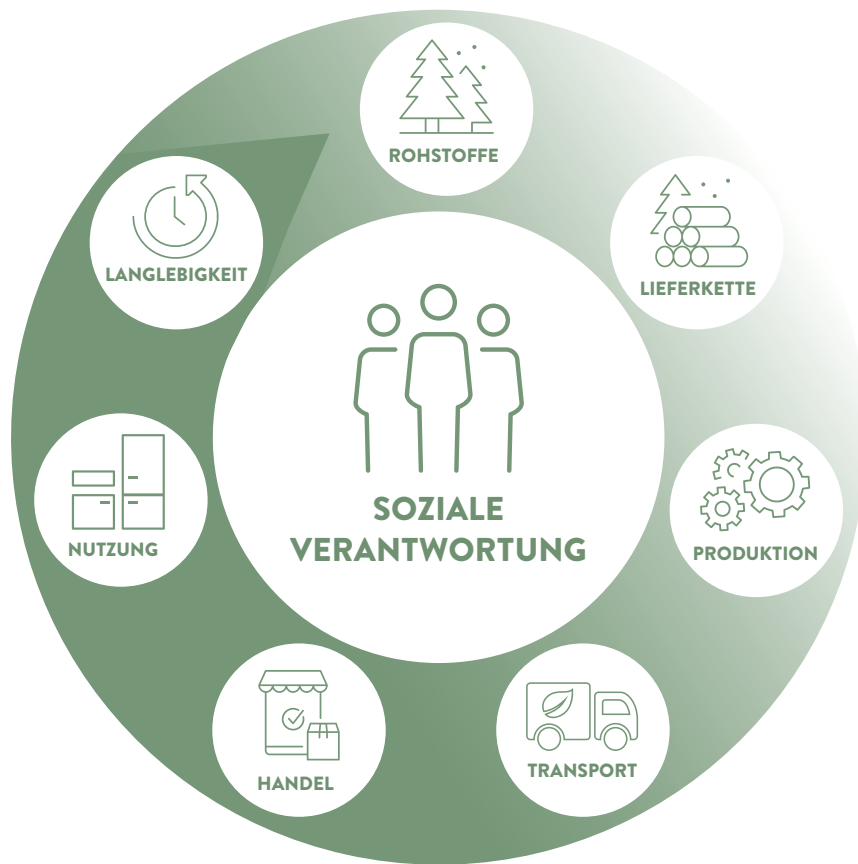 ROHSTOFFE
LIEFERKETTE
PRODUKTION
TRANSPORT
HANDEL
NUTZUNG
LANGLEBIGKEIT
SOZIALE
VERANTWORTUNG